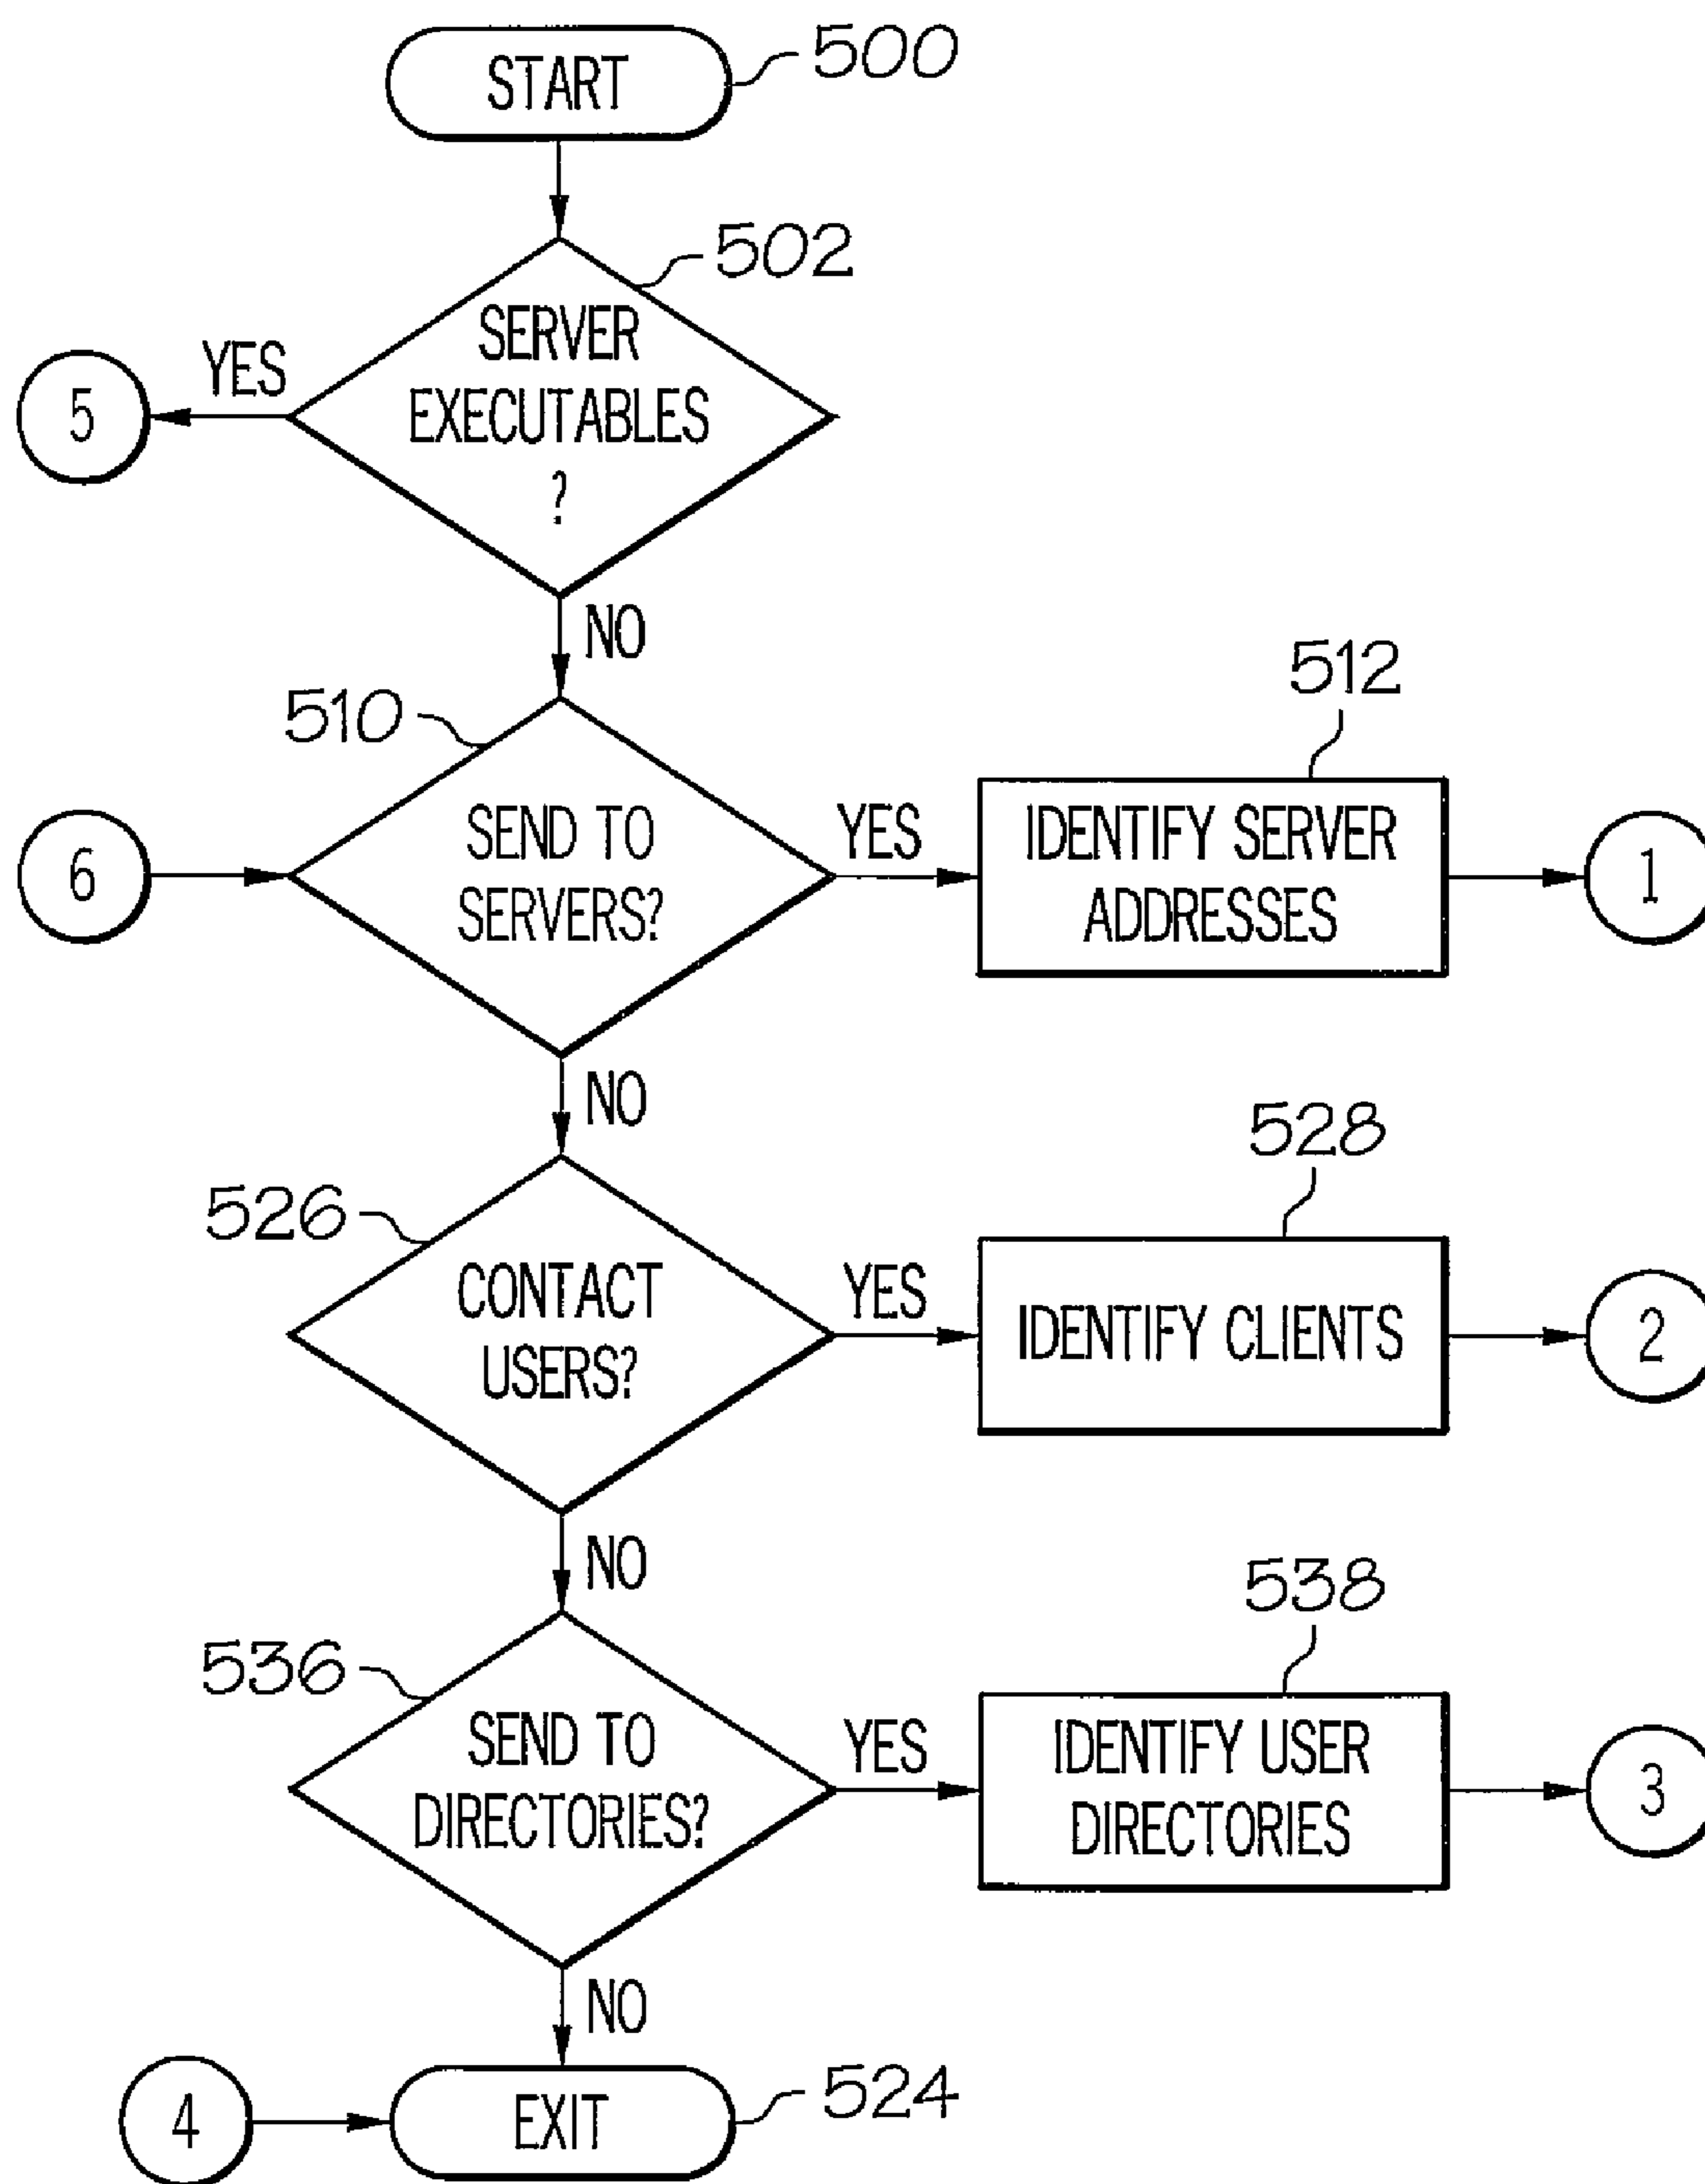 START
500
502
SERVER
EXECUTABLES
?
YES
5
NO
510
512
6
SEND TO
SERVERS?
YES
IDENTIFY SERVER
ADDRESSES
1
NO
526
528
CONTACT
USERS?
YES
IDENTIFY CLIENTS
2
NO
536
538
SEND TO
DIRECTORIES?
YES
IDENTIFY USER
DIRECTORIES
3
NO
4
EXIT
524